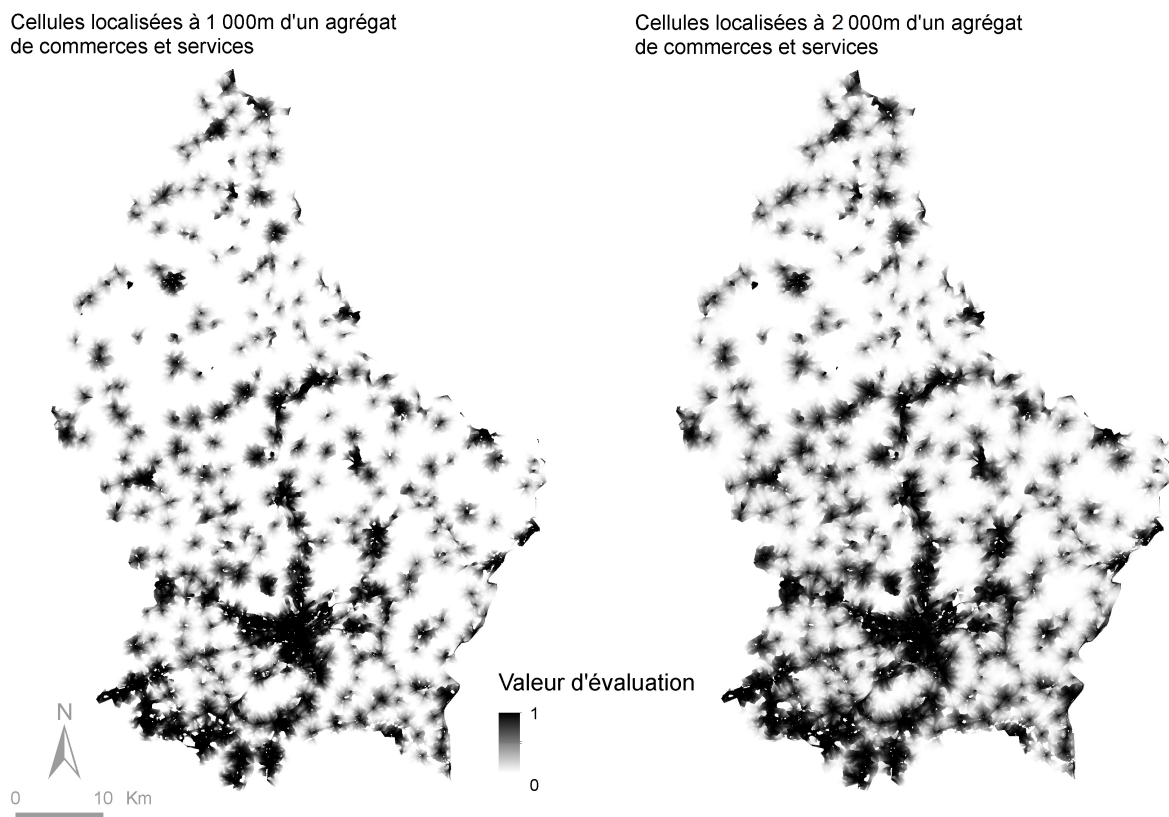 Cellules localisées à 1 000m d'un agrégat
de commerces et services
Cellules localisées à 2 000m d'un agrégat
de commerces et services
Valeur d'évaluation
1
0
N
0 10 Km